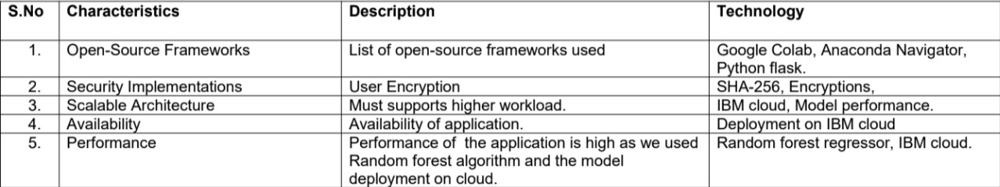 S.No Characteristics Description Technology
1. Open-Source Frameworks List of open-source frameworks used Google Colab, Anaconda Navigator,
Python flask.
2. Security Implementations User Encryption SHA-256, Encryptions,
3. Scalable Architecture Must supports higher workload. IBM cloud, Model performance.
4. Availability Availability of application. Deployment on IBM cloud
5. Performance Performance of  the application is high as we used Random forest regressor, IBM cloud.
Random forest algorithm and the model
deployment on cloud.